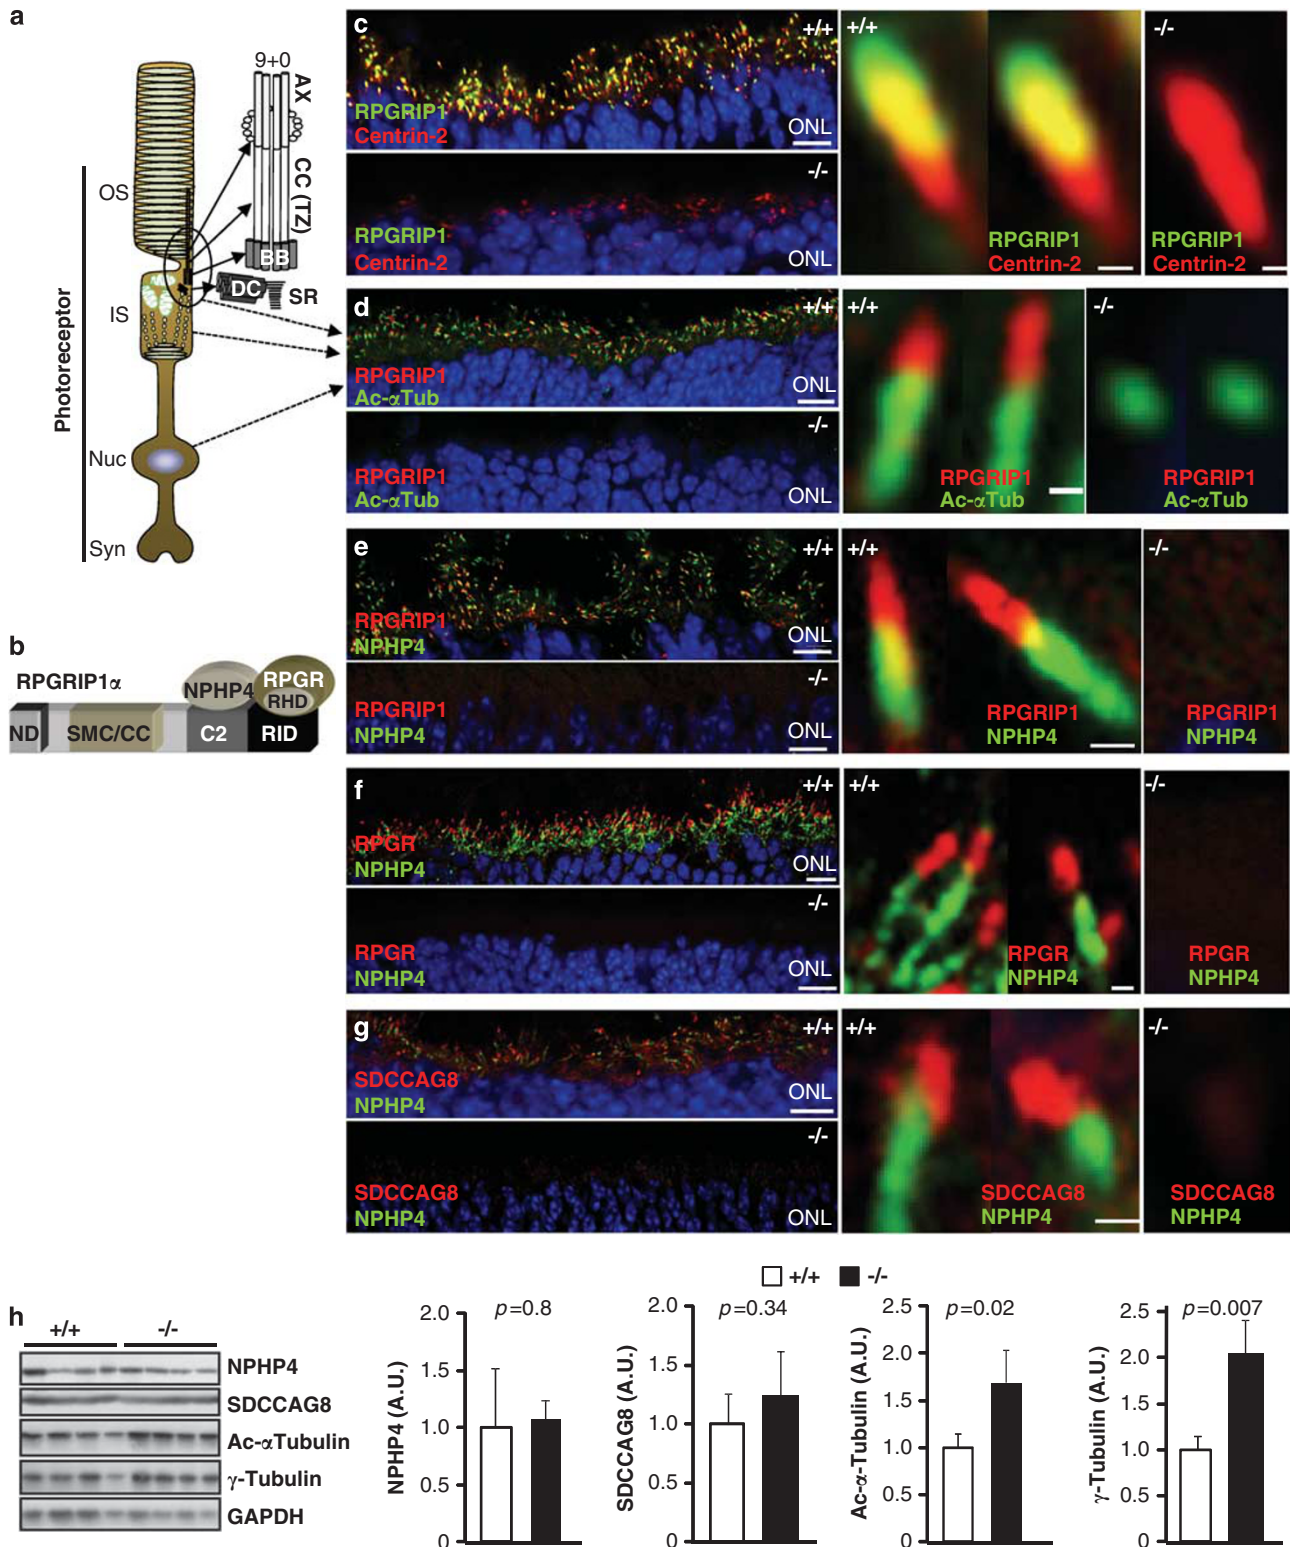 a
9+0
AX
CC (TZ)
BB
DC
SR
OS
IS
Nuc
Syn
Photoreceptor
b
RPGRIP1α
NPHP4
RPGR
RHD
ND
SMC/CC
C2
RID
c
+/+
RPGRIP1
Centrin-2
ONL
-/-
RPGRIP1
Centrin-2
ONL
+/+
RPGRIP1
Centrin-2
-/-
RPGRIP1
Centrin-2
d
+/+
RPGRIP1
Ac-αTub
ONL
-/-
RPGRIP1
Ac-αTub
ONL
+/+
RPGRIP1
Ac-αTub
-/-
RPGRIP1
Ac-αTub
e
+/+
RPGRIP1
NPHP4
ONL
-/-
RPGRIP1
NPHP4
ONL
+/+
RPGRIP1
NPHP4
-/-
RPGRIP1
NPHP4
f
+/+
RPGR
NPHP4
ONL
-/-
RPGR
NPHP4
ONL
+/+
RPGR
NPHP4
-/-
RPGR
NPHP4
g
+/+
SDCCAG8
NPHP4
ONL
-/-
SDCCAG8
NPHP4
ONL
+/+
SDCCAG8
NPHP4
-/-
SDCCAG8
NPHP4
h
+/+ -/-
NPHP4
SDCCAG8
Ac-αTubulin
γ-Tubulin
GAPDH
+/+ -/-
p=0.8
NPHP4 (A.U.)
2.0
1.5
1.0
0.5
0
p=0.34
SDCCAG8 (A.U.)
2.0
1.5
1.0
0.5
0
p=0.02
Ac-α-Tubulin (A.U.)
2.5
2.0
1.5
1.0
0.5
0
p=0.007
γ-Tubulin (A.U.)
2.5
2.0
1.5
1.0
0.5
0